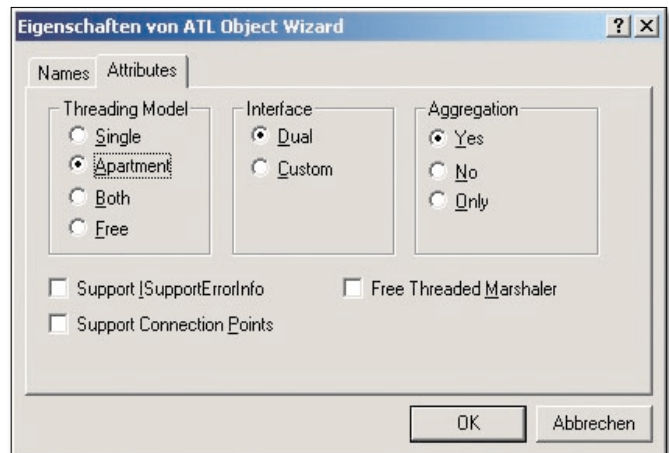 Eigenschaften von ATL Object Wizard
Names Attributes
Threading Model
Single
Apartment
Both
Free
Interface
Dual
Custom
Aggregation
Yes
No
Only
Support ISupportErrorInfo
Free Threaded Marshaler
Support Connection Points
OK Abbrechen